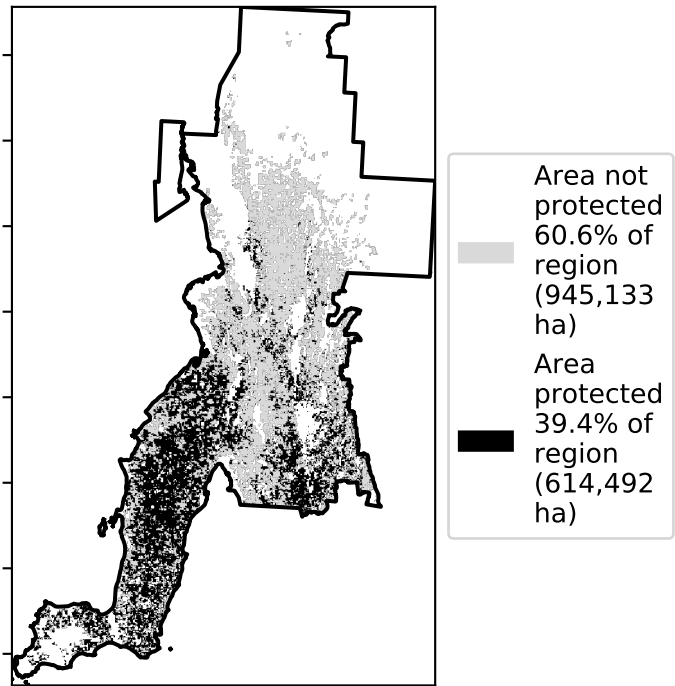 Area not
protected
60.6% of
region
(945,133
ha)
Area
protected
39.4% of
region
(614,492
ha)